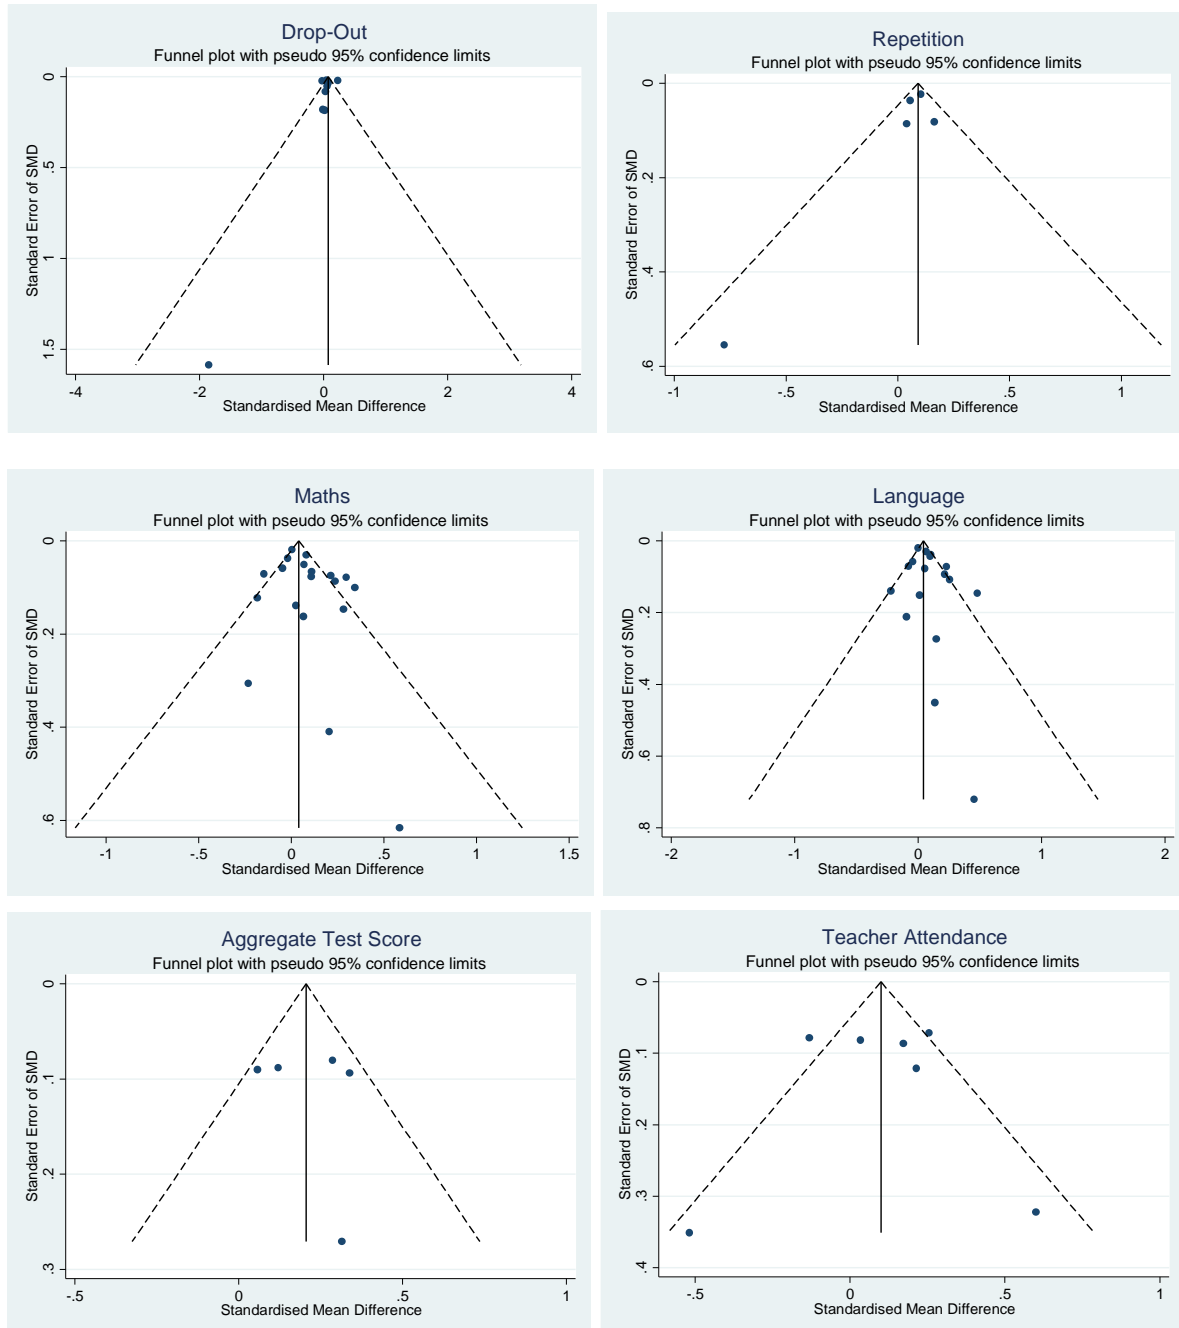 Drop-Out
Funnel plot with pseudo 95% confidence limits
Standard Error of SMD
0
.5
1
1.5
-4
-2
0
2
4
Standardised Mean Difference
Repetition
Funnel plot with pseudo 95% confidence limits
Standard Error of SMD
0
.2
.4
.6
-1
-.5
0
.5
1
Standardised Mean Difference
Maths
Funnel plot with pseudo 95% confidence limits
Standard Error of SMD
0
.2
.4
.6
-1
-.5
0
.5
1
1.5
Standardised Mean Difference
Language
Funnel plot with pseudo 95% confidence limits
Standard Error of SMD
0
.2
.4
.6
.8
-2
-1
0
1
2
Standardised Mean Difference
Aggregate Test Score
Funnel plot with pseudo 95% confidence limits
Standard Error of SMD
0
.1
.2
.3
-.5
0
.5
1
Standardised Mean Difference
Teacher Attendance
Funnel plot with pseudo 95% confidence limits
Standard Error of SMD
0
.1
.2
.3
.4
-.5
0
.5
1
Standardised Mean Difference